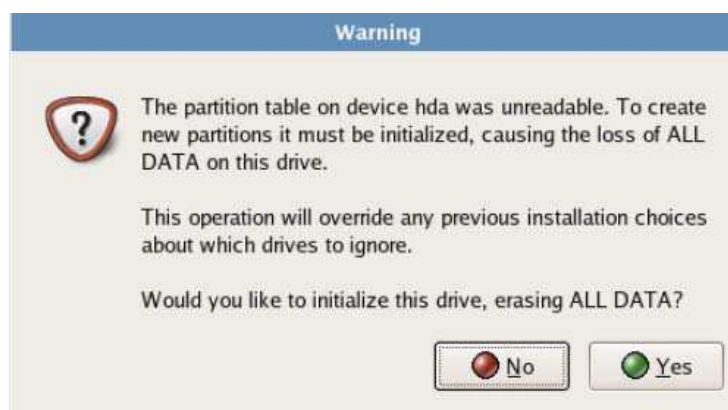 Warning
?
The partition table on device hda was unreadable. To create
new partitions it must be initialized, causing the loss of ALL
DATA on this drive.
This operation will override any previous installation choices
about which drives to ignore.
Would you like to initialize this drive, erasing ALL DATA?
No Yes